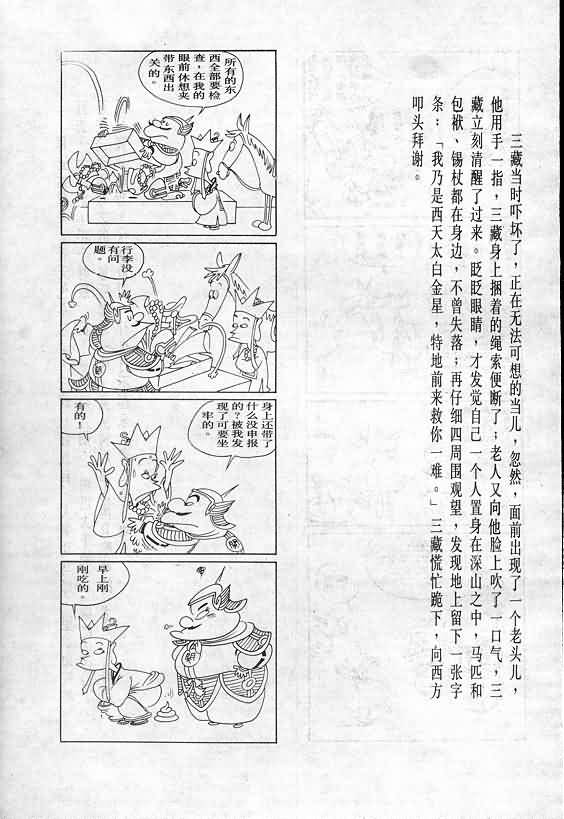 三藏当时吓坏了，正在无法可想的当儿，忽然，面前出现了一个老头儿，
他用手一指，三藏身上捆着的绳索便断了；老人又向他脸上吹了一口气，三
藏立刻清醒了过来。眨眨眼睛，才发觉自己一个人置身在深山之中，马匹和
包袱、锡杖都在身边，不曾失落；再仔细四周围观望，发现地上留下一张字
条：「我乃是西天太白金星，特地前来救你一难。」三藏慌忙跪下，向西方
叩头拜谢。
所有的东
西全部要检
查，在我的
眼前休想夹
带东西出
关的。
行李没
有问
题。
身上还带了
什么没申报
的？被我发
现了可要坐
牢的。
有的！
早上刚
刚吃的。